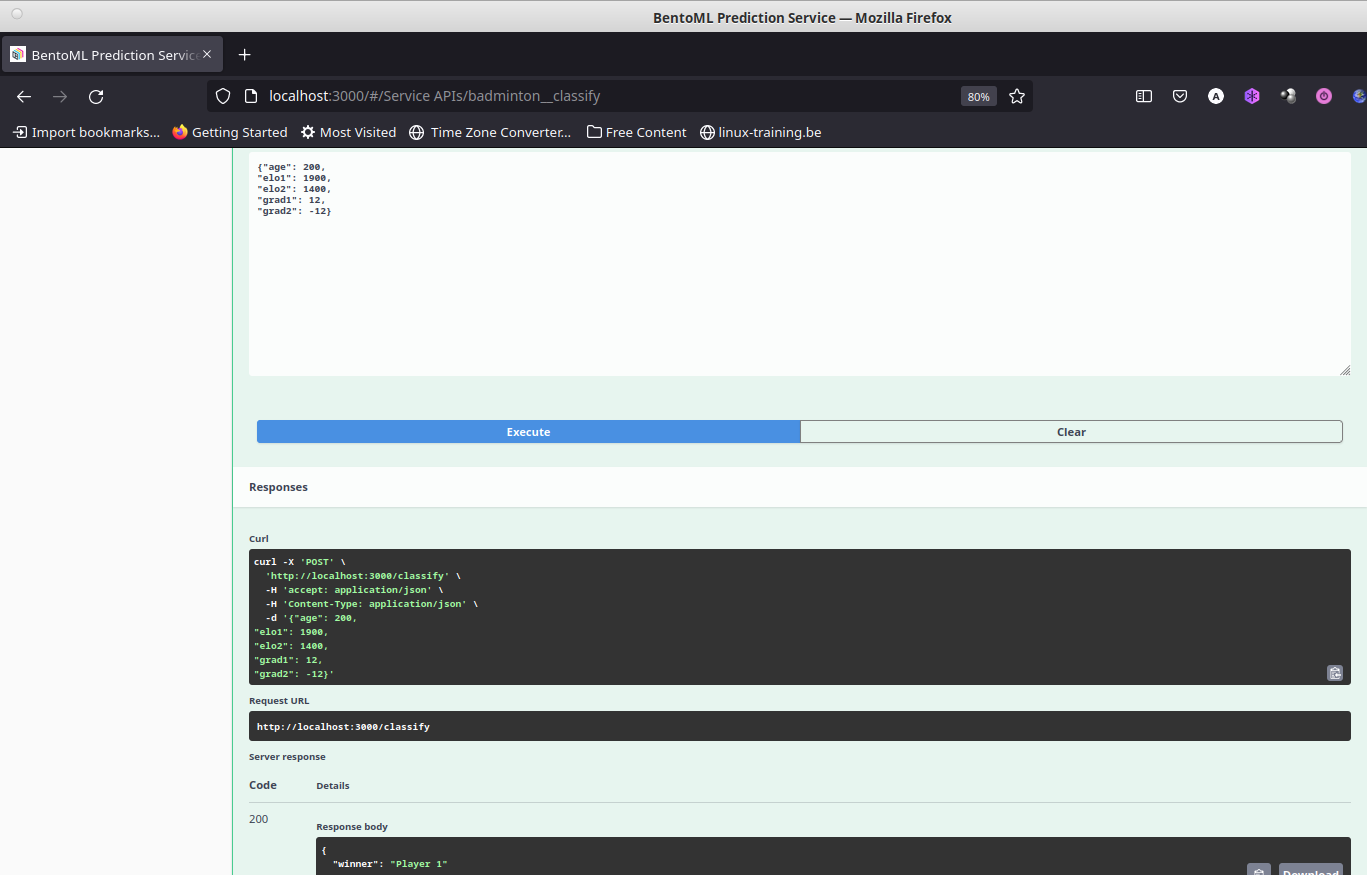 BentoML Prediction Service — Mozilla Firefox
BentoML Prediction Service
localhost:3000/#/Service APIs/badminton__classify
80%
A
Import bookmarks...
Getting Started
Most Visited
Time Zone Converter...
Free Content
linux-training.be
{"age": 200,
"elo1": 1900,
"elo2": 1400,
"grad1": 12,
"grad2": -12}
Execute
Clear
Responses
Curl
curl -X 'POST' \
'http://localhost:3000/classify' \
-H 'accept: application/json' \
-H 'Content-Type: application/json' \
-d '{"age": 200,
"elo1": 1900,
"elo2": 1400,
"grad1": 12,
"grad2": -12}'
Request URL
http://localhost:3000/classify
Server response
Code
Details
200
Response body
{
"winner": "Player 1"
Download